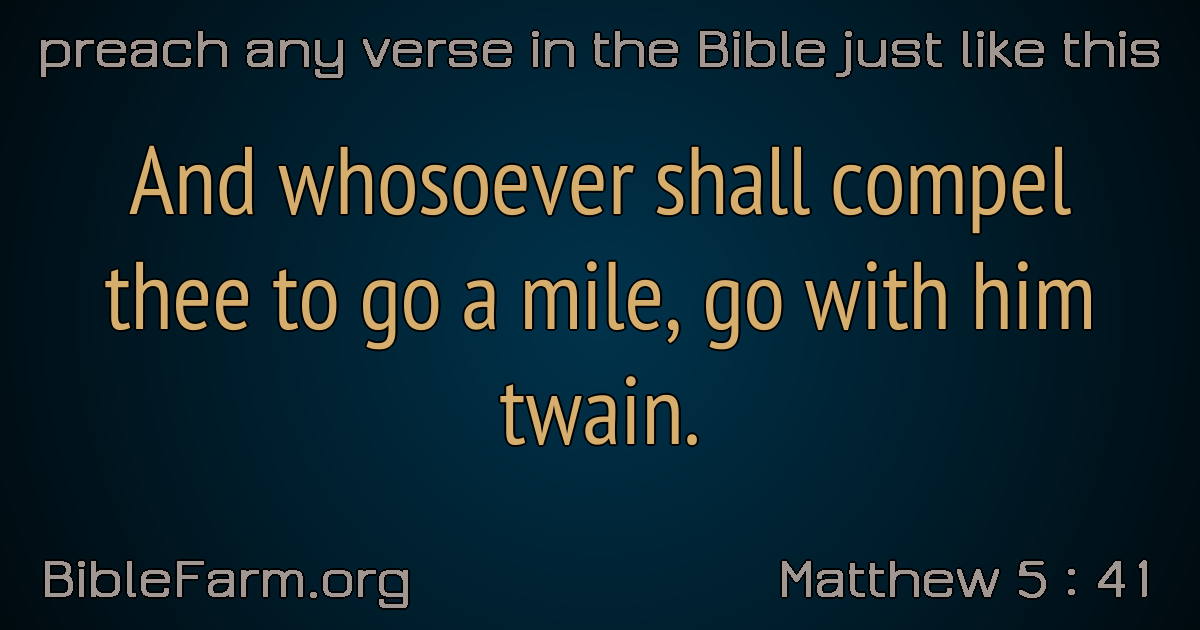 preach any verse in the Bible just like this
And whosoever shall compel
thee to go a mile, go with him
twain.
BibleFarm.org
Matthew 5 : 41